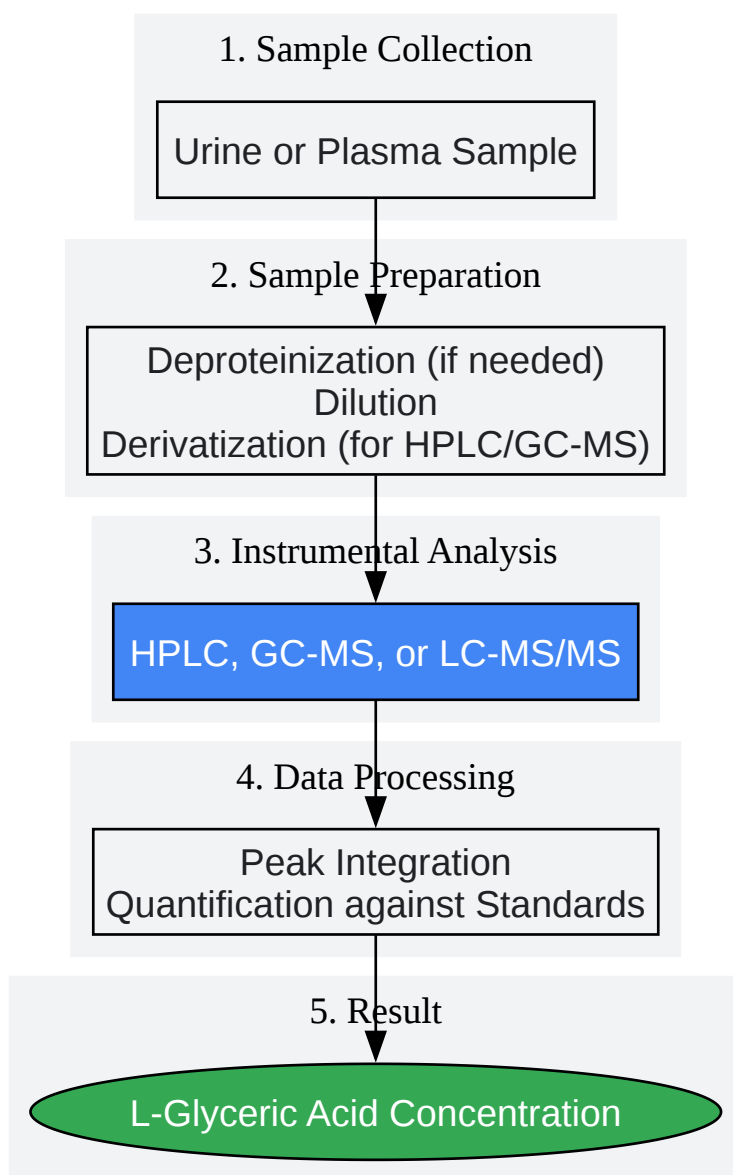 1. Sample Collection
Urine or Plasma Sample
2. Sample Preparation
Deproteinization (if needed)
Dilution
Derivatization (for HPLC/GC-MS)
3. Instrumental Analysis
HPLC, GC-MS, or LC-MS/MS
4. Data Processing
Peak Integration
Quantification against Standards
5. Result
L-Glyceric Acid Concentration